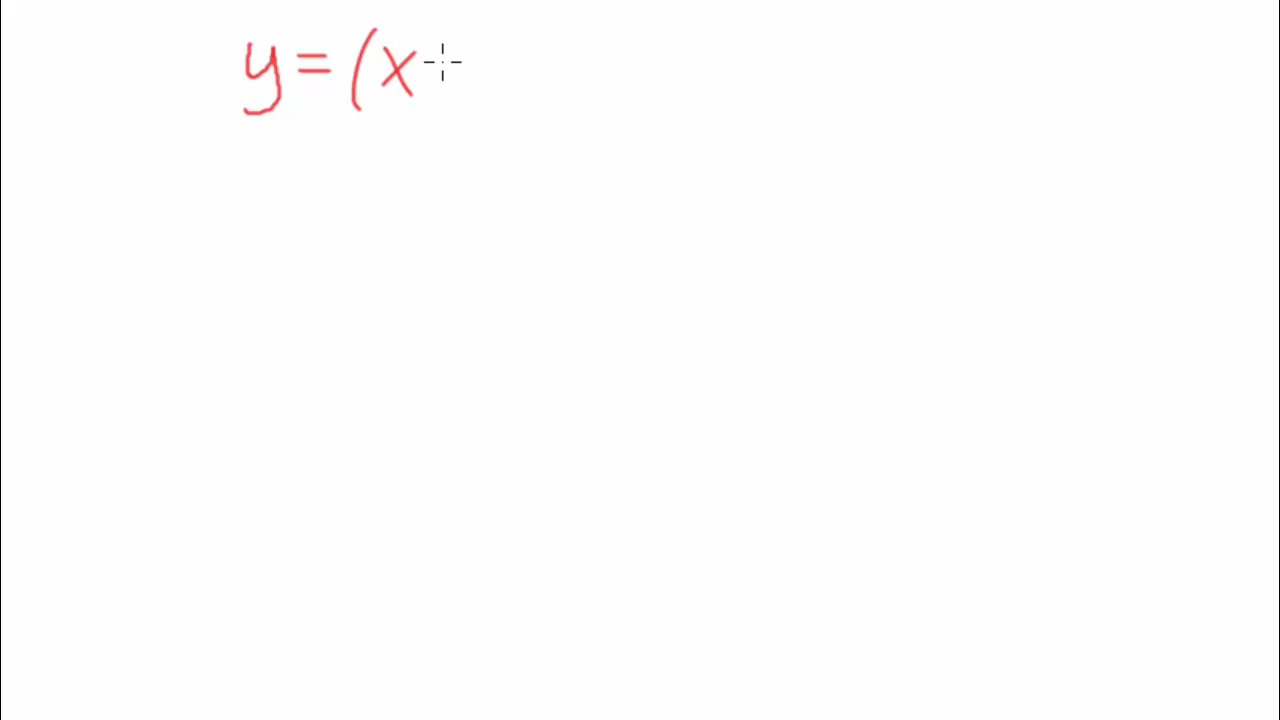 y = (x